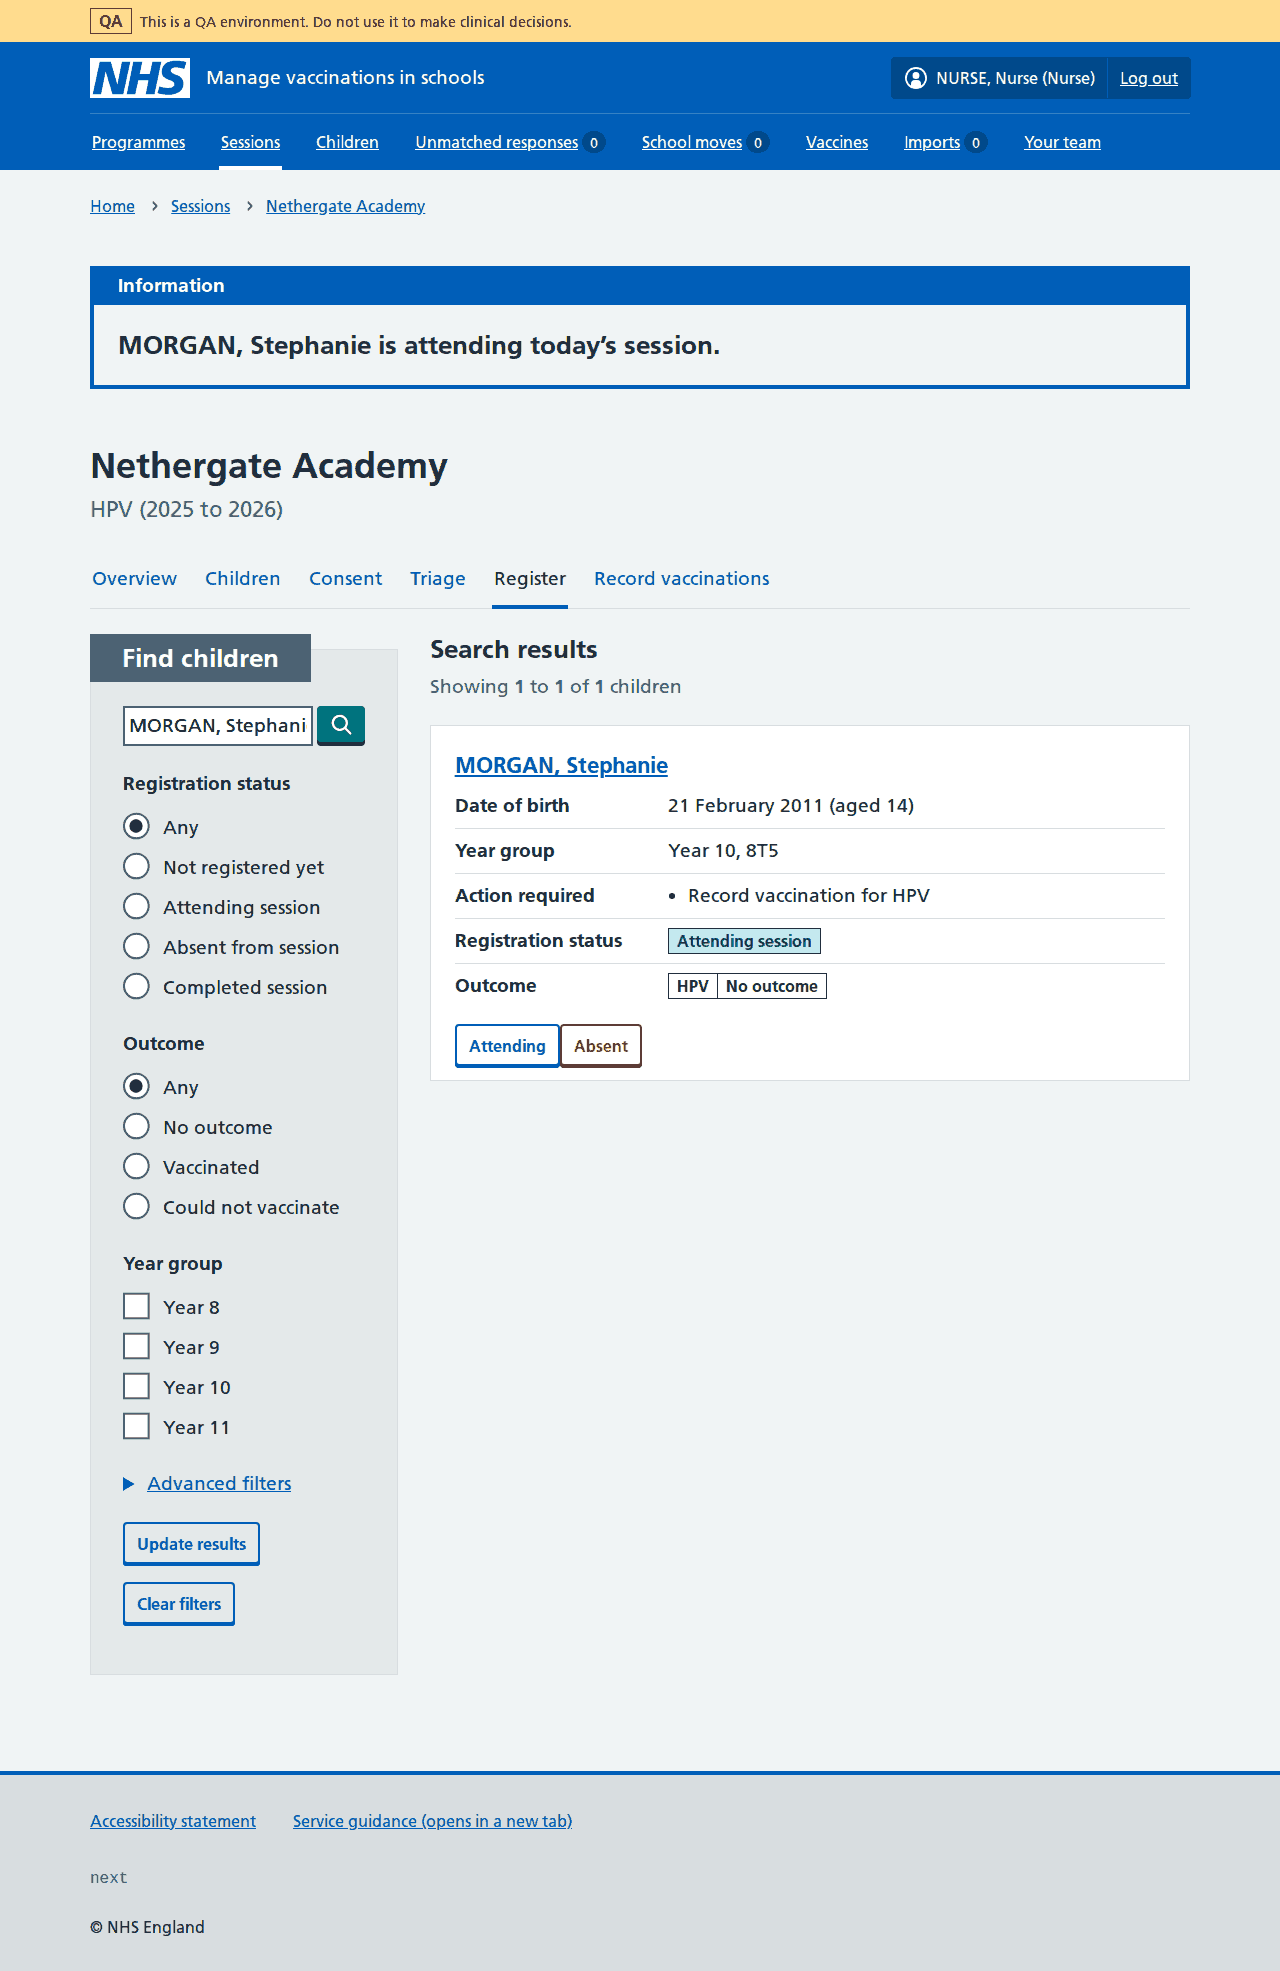 QA This is a QA environment. Do not use it to make clinical decisions.
NHS Manage vaccinations in schools NURSE, Nurse (Nurse) Log out
Programmes Sessions Children Unmatched responses 0 School moves 0 Vaccines Imports 0 Your team
Home Sessions Nethergate Academy
Information
MORGAN, Stephanie is attending today’s session.
Nethergate Academy
HPV (2025 to 2026)
Overview Children Consent Triage Register Record vaccinations
Find children
MORGAN, Stephani
Registration status
Any
Not registered yet
Attending session
Absent from session
Completed session
Outcome
Any
No outcome
Vaccinated
Could not vaccinate
Year group
Year 8
Year 9
Year 10
Year 11
Advanced filters
Update results
Clear filters
Search results
Showing 1 to 1 of 1 children
MORGAN, Stephanie
Date of birth 21 February 2011 (aged 14)
Year group Year 10, 8T5
Action required • Record vaccination for HPV
Registration status Attending session
Outcome HPV No outcome
Attending Absent
Accessibility statement Service guidance (opens in a new tab)
next
© NHS England